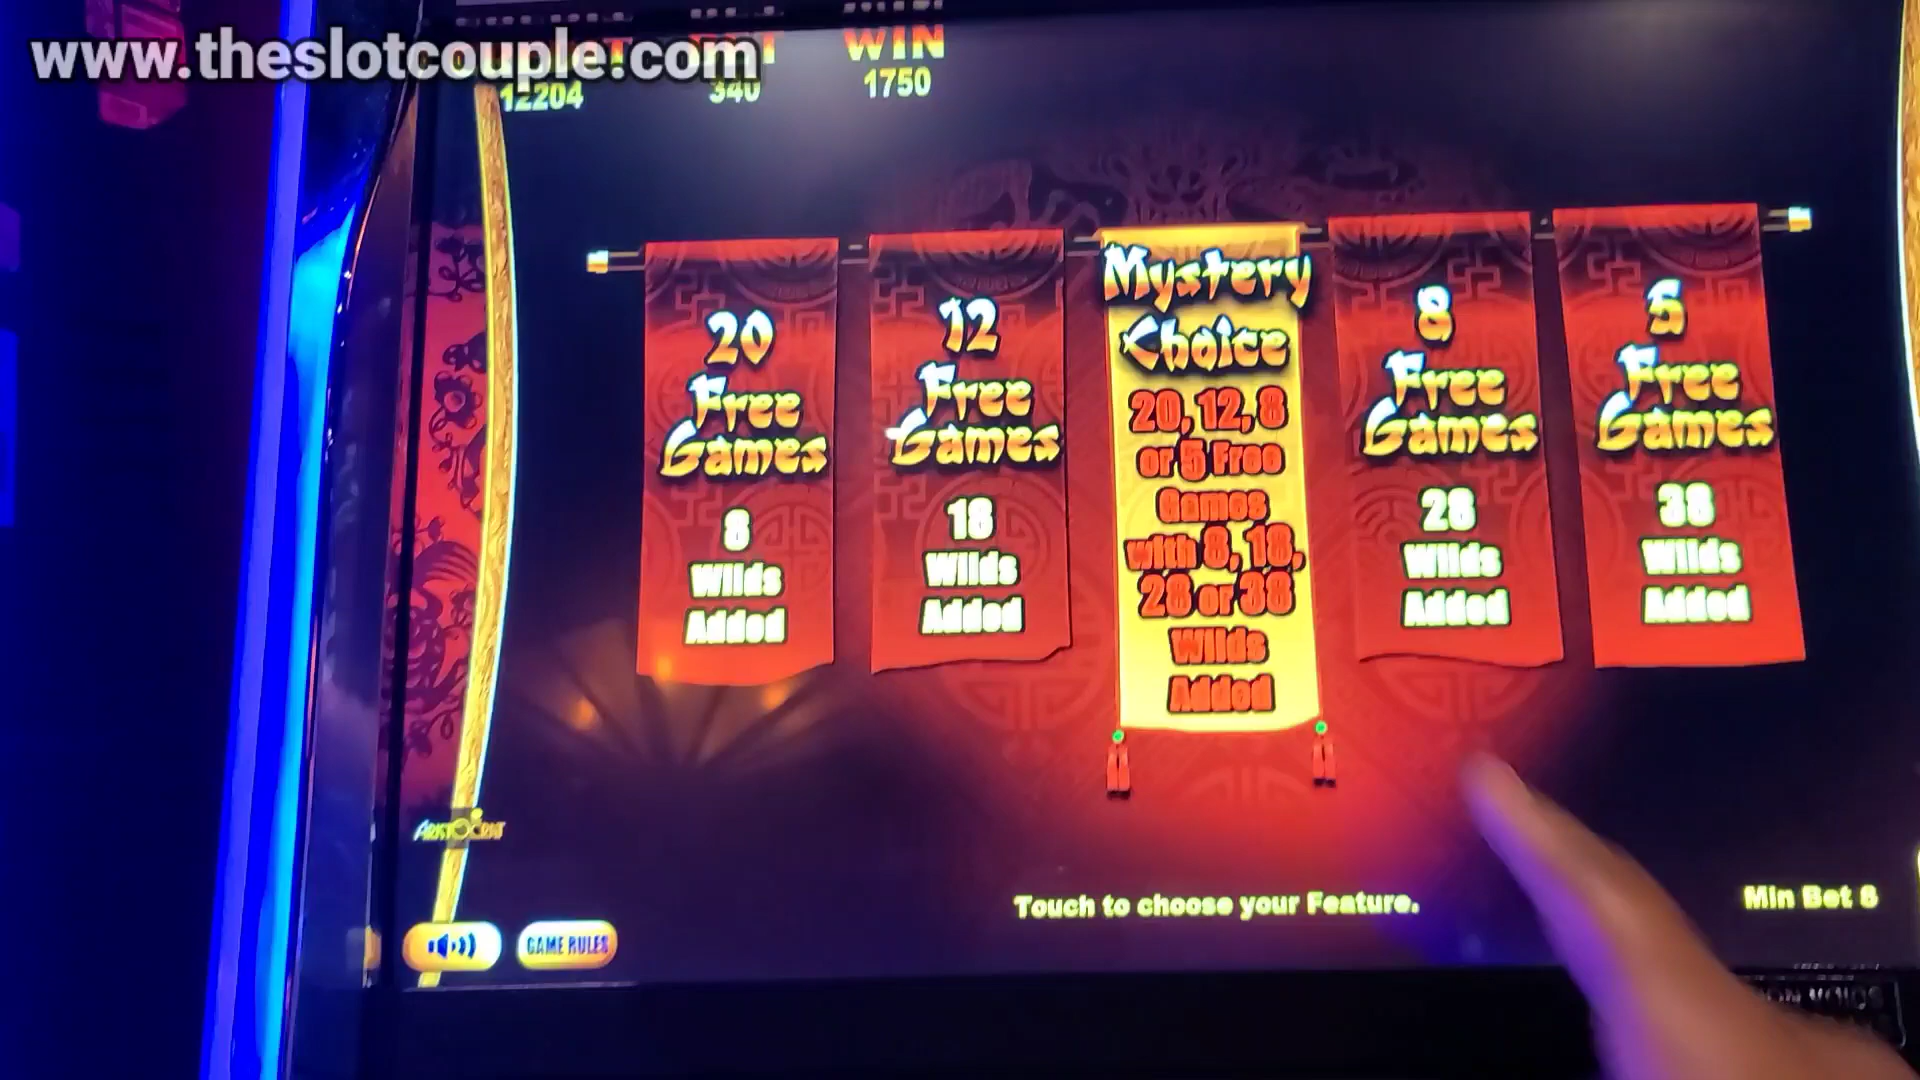 www.theslotcouple.com
WIN
12204
340
1750
20
Free
Games
8
Wilds
Added
12
Free
Games
18
Wilds
Added
Mystery
Choice
20, 12, 8
or 5 Free
Games
with 8, 18,
28 or 38
Wilds
Added
8
Free
Games
28
Wilds
Added
5
Free
Games
38
Wilds
Added
ARISTOCRAT
Touch to choose your Feature.
Min Bet 8
GAME RULES